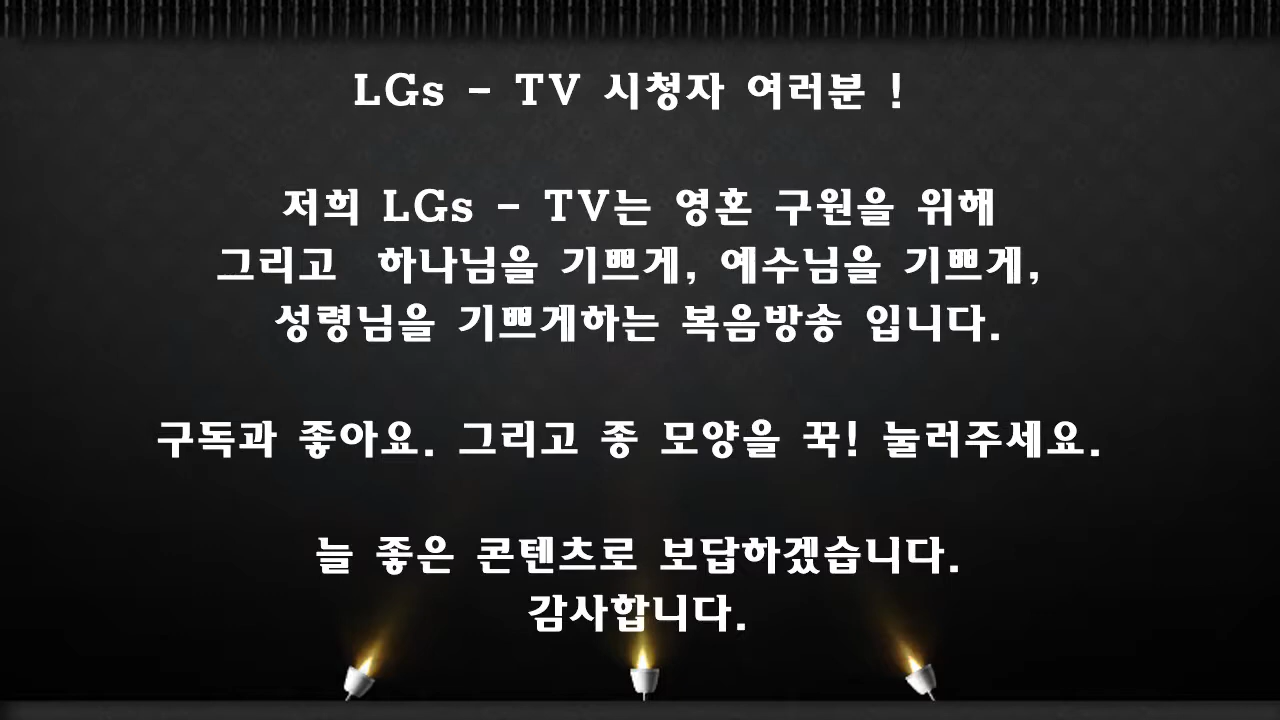 LGs - TV 시청자 여러분 !
저희 LGs - TV는 영혼 구원을 위해
그리고 하나님을 기쁘게, 예수님을 기쁘게,
성령님을 기쁘게하는 복음방송 입니다.
구독과 좋아요. 그리고 종 모양을 꾹! 눌러주세요.
늘 좋은 콘텐츠로 보답하겠습니다.
감사합니다.